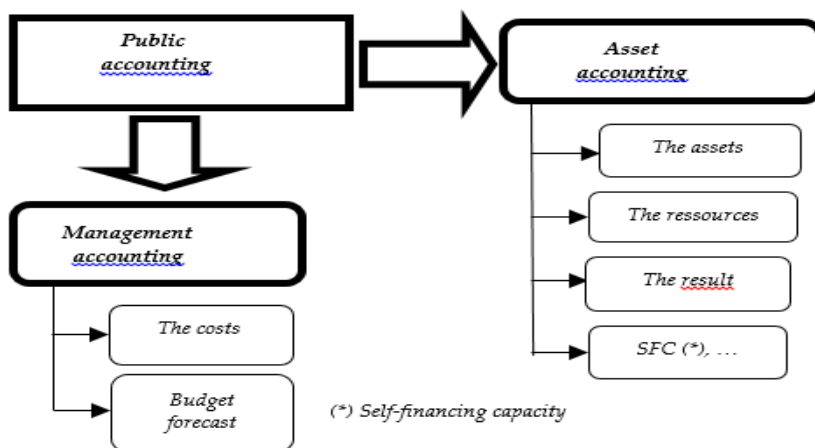 Public
accounting
Asset
accounting
The assets
The ressources
The result
SFC (*), ...
Management
accounting
The costs
Budget
forecast
(*) Self-financing capacity